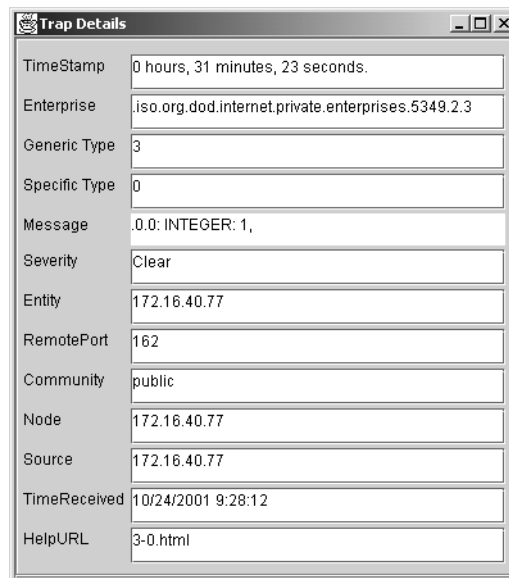 Trap Details
TimeStamp 0 hours, 31 minutes, 23 seconds.
Enterprise .iso.org.dod.internet.private.enterprises.5349.2.3
Generic Type 3
Specific Type 0
Message .0.0: INTEGER: 1,
Severity Clear
Entity 172.16.40.77
RemotePort 162
Community public
Node 172.16.40.77
Source 172.16.40.77
TimeReceived 10/24/2001 9:28:12
HelpURL 3-0.html